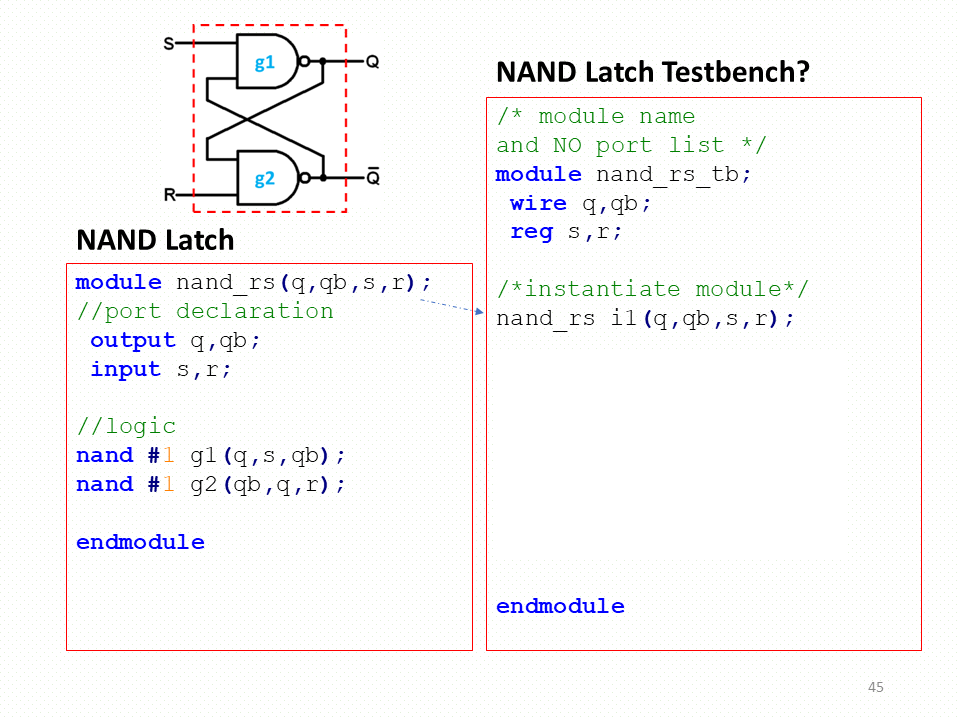 S
g1
Q
g2
R
Q̅
NAND Latch
module nand_rs(q,qb,s,r);
//port declaration
 output q,qb;
 input s,r;
//logic
nand #1 g1(q,s,qb);
nand #1 g2(qb,q,r);
endmodule
NAND Latch Testbench?
/* module name
and NO port list */
module nand_rs_tb;
 wire q,qb;
 reg s,r;
/*instantiate module*/
nand_rs i1(q,qb,s,r);
endmodule
45